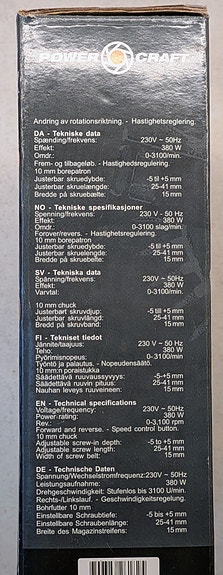 POWER CRAFT
Andring av rotationsriktning. - Hastighetsreglering.
DA - Tekniske data
Spænding/frekvens: 230V ~ 50Hz
Effekt: 380 W
Omdr.: 0-3100/min.
Frem- og tilbageløb. - Hastighedsregulering.
10 mm borepatron
Justerbar skruedybde: -5 til +5 mm
Justerbar skruelængde: 25-41 mm
Bredde på skruebælte: 15 mm
NO - Tekniske spesifikasjoner
Spenning/frekvens: 230 V - 50 Hz
Effekt: 380 W
Omdr.: 0-3100 slag/min.
Forover/revers. - Hastighetsregulering.
10 mm borepatron
Justerbar skruedybde: -5 til +5 mm
Justerbar skruelengde: 25-41 mm
Bredde på skruebelte: 15 mm
SV - Tekniska data
Spänning/frekvens: 230 V ~ 50 Hz
Effekt: 380 W
Varvtal: 0-3100/min.
10 mm chuck
Justerbart skruvdjup: -5 till +5 mm
Justerbar skruvlängd: 25-41 mm
Bredd på skruvband: 15 mm
FI - Tekniset tiedot
Jännite/taajuus: 230 V ~ 50 Hz
Teho: 380 W
Pyörimisnopeus: 0-3100/min
Työntö ja palautus. - Nopeudensäätö.
10 mm:n poraistukka
Säädettävä ruuvaussyvyys: -5-+5 mm
Säädettävä ruuvin pituus: 25-41 mm
Nauhan leveys ruuveineen: 15 mm
EN - Technical specifications
Voltage/frequency: 230V ~ 50 Hz
Power rating: 380 W
Rev.: 0-3,100 rpm
Forward and reverse. - Speed control button.
10 mm chuck
Adjustable screw-in depth: -5 to +5 mm
Adjustable screw length: 25-41 mm
Width of screw belt: 15 mm
DE - Technische Daten
Spannung/Wechselstromfrequenz: 230V ~ 50 Hz
Leistungsaufnahme: 380 W
Drehgeschwindigkeit: Stufenlos bis 3100 U/min.
Rechts-/Linkslauf. - Geschwindigkeitsregelung.
Bohrfutter 10 mm
Einstellbare Schraubtiefe: -5 bis +5 mm
Einstellbare Schraubenlänge: 25-41 mm
Breite des Magazinstreifens: 15 mm